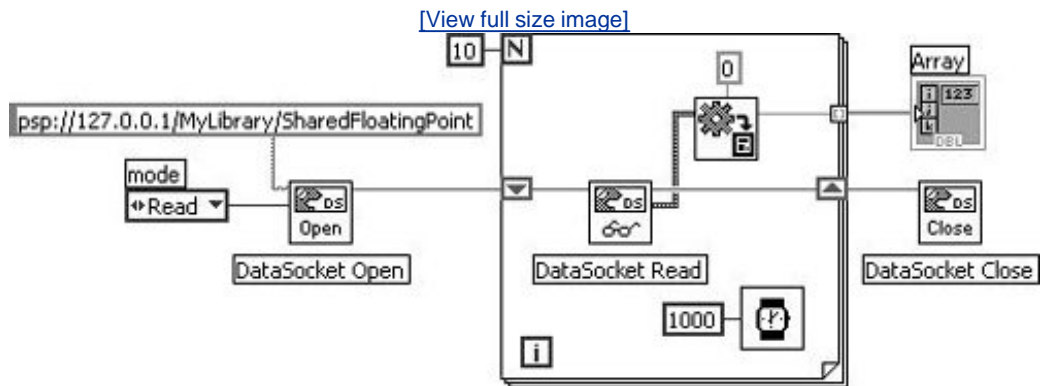 [View full size image]
10 N
0
Array
i 123
DBL
psp://127.0.0.1/MyLibrary/SharedFloatingPoint
mode
Read
DS
Open
DS
DS
Close
DataSocket Open
DataSocket Read
DataSocket Close
1000
i